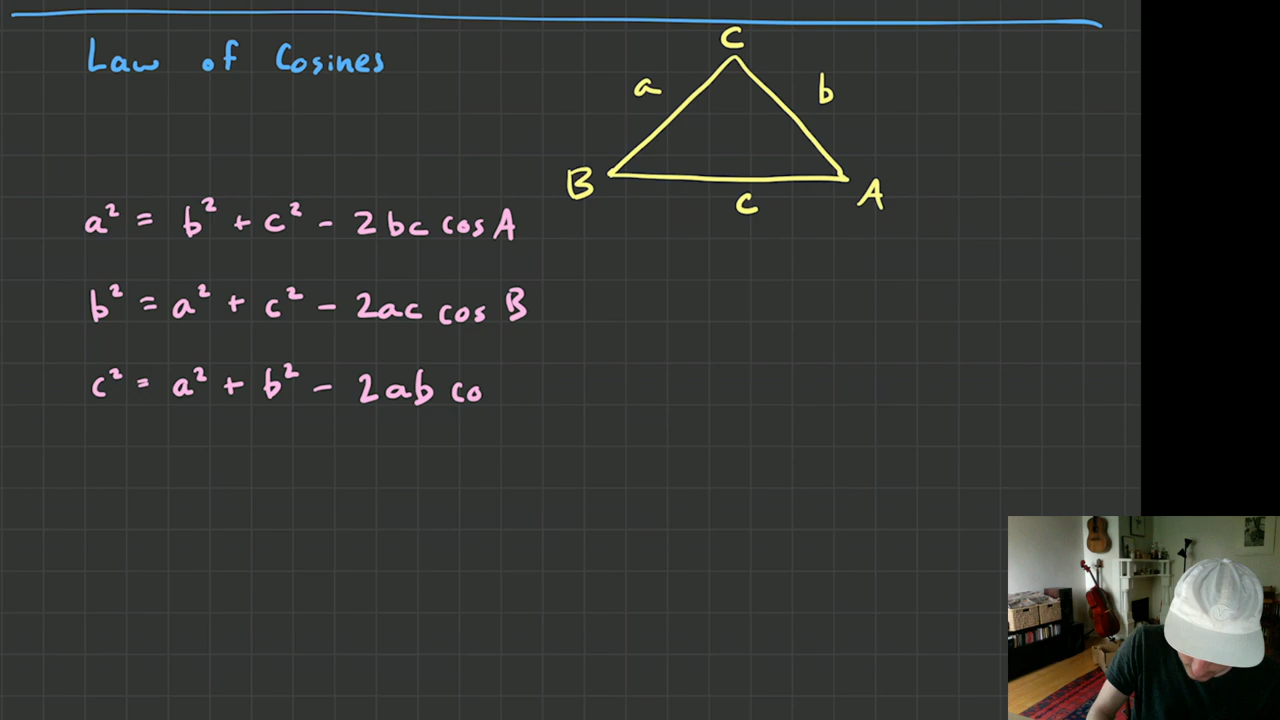 Law of Cosines
C
a
b
B
c
A
a² = b² + c² - 2bc cos A
b² = a² + c² - 2ac cos B
c² = a² + b² - 2ab co